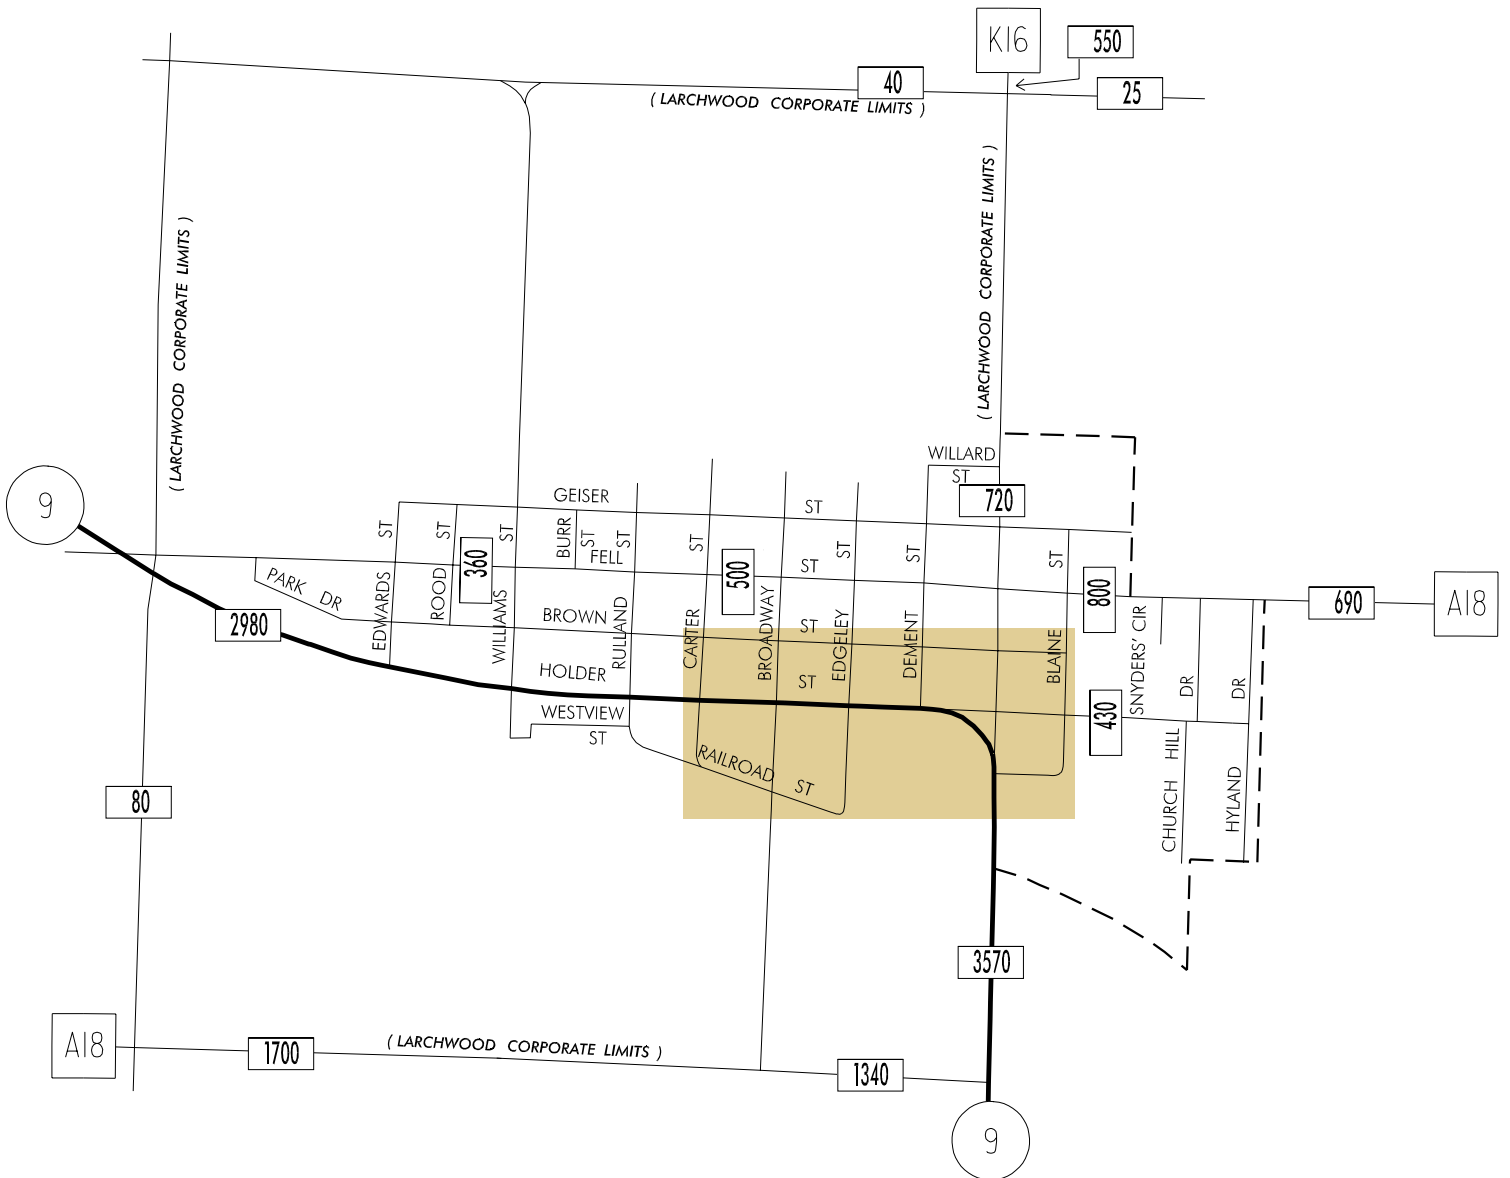 K16
550
40
25
( LARCHWOOD CORPORATE LIMITS )
( LARCHWOOD CORPORATE LIMITS )
( LARCHWOOD CORPORATE LIMITS )
WILLARD
ST
720
9
GEISER ST
BURR ST
FELL ST
360
500
800
690
A18
PARK DR
2980
EDWARDS ST
ROOD ST
WILLIAMS ST
RULLAND ST
CARTER ST
BROADWAY
EDGELEY ST
DEMENT ST
BLAINE ST
SNYDERS' CIR
BROWN ST
HOLDER ST
WESTVIEW
ST
RAILROAD ST
430
CHURCH HILL DR
HYLAND DR
80
3570
A18
1700
( LARCHWOOD CORPORATE LIMITS )
1340
9